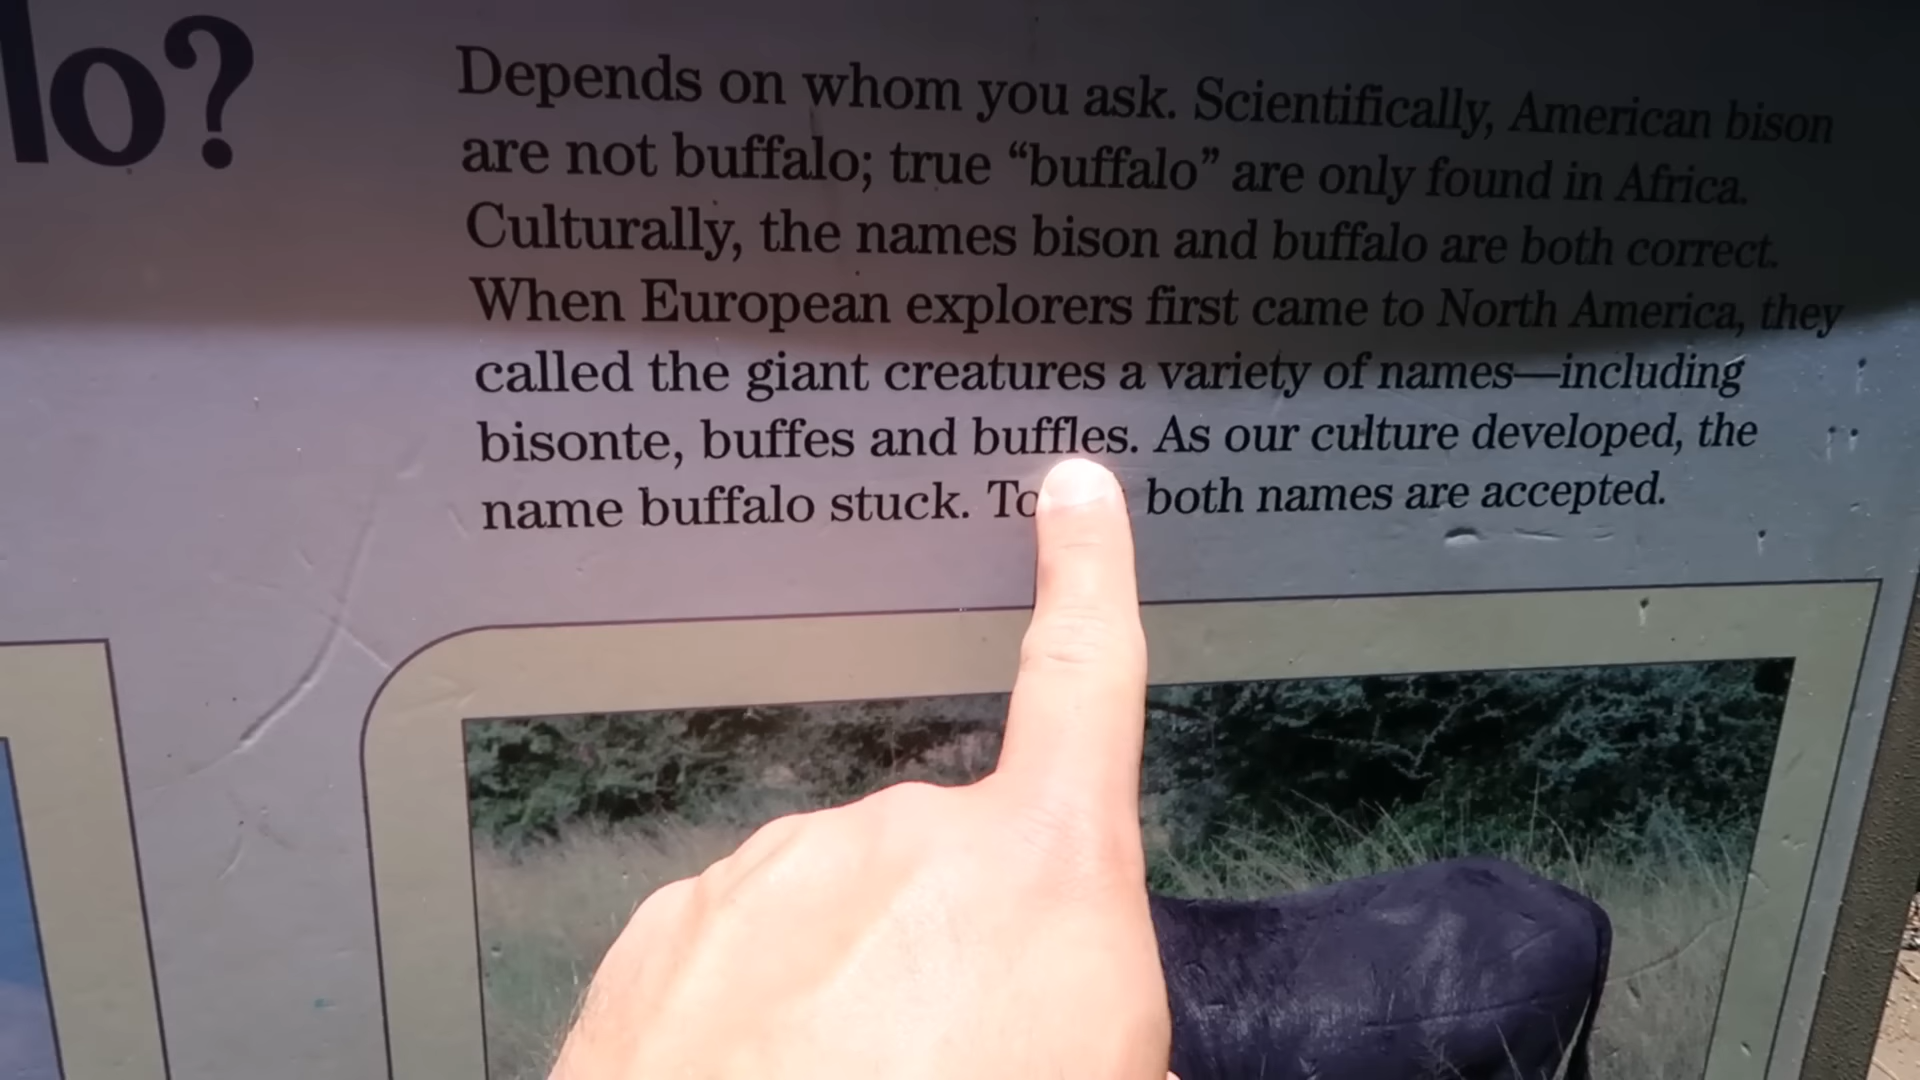 lo?
Depends on whom you ask. Scientifically, American bison
are not buffalo; true “buffalo” are only found in Africa.
Culturally, the names bison and buffalo are both correct.
When European explorers first came to North America, they
called the giant creatures a variety of names—including
bisonte, buffes and buffles. As our culture developed, the
name buffalo stuck. To both names are accepted.